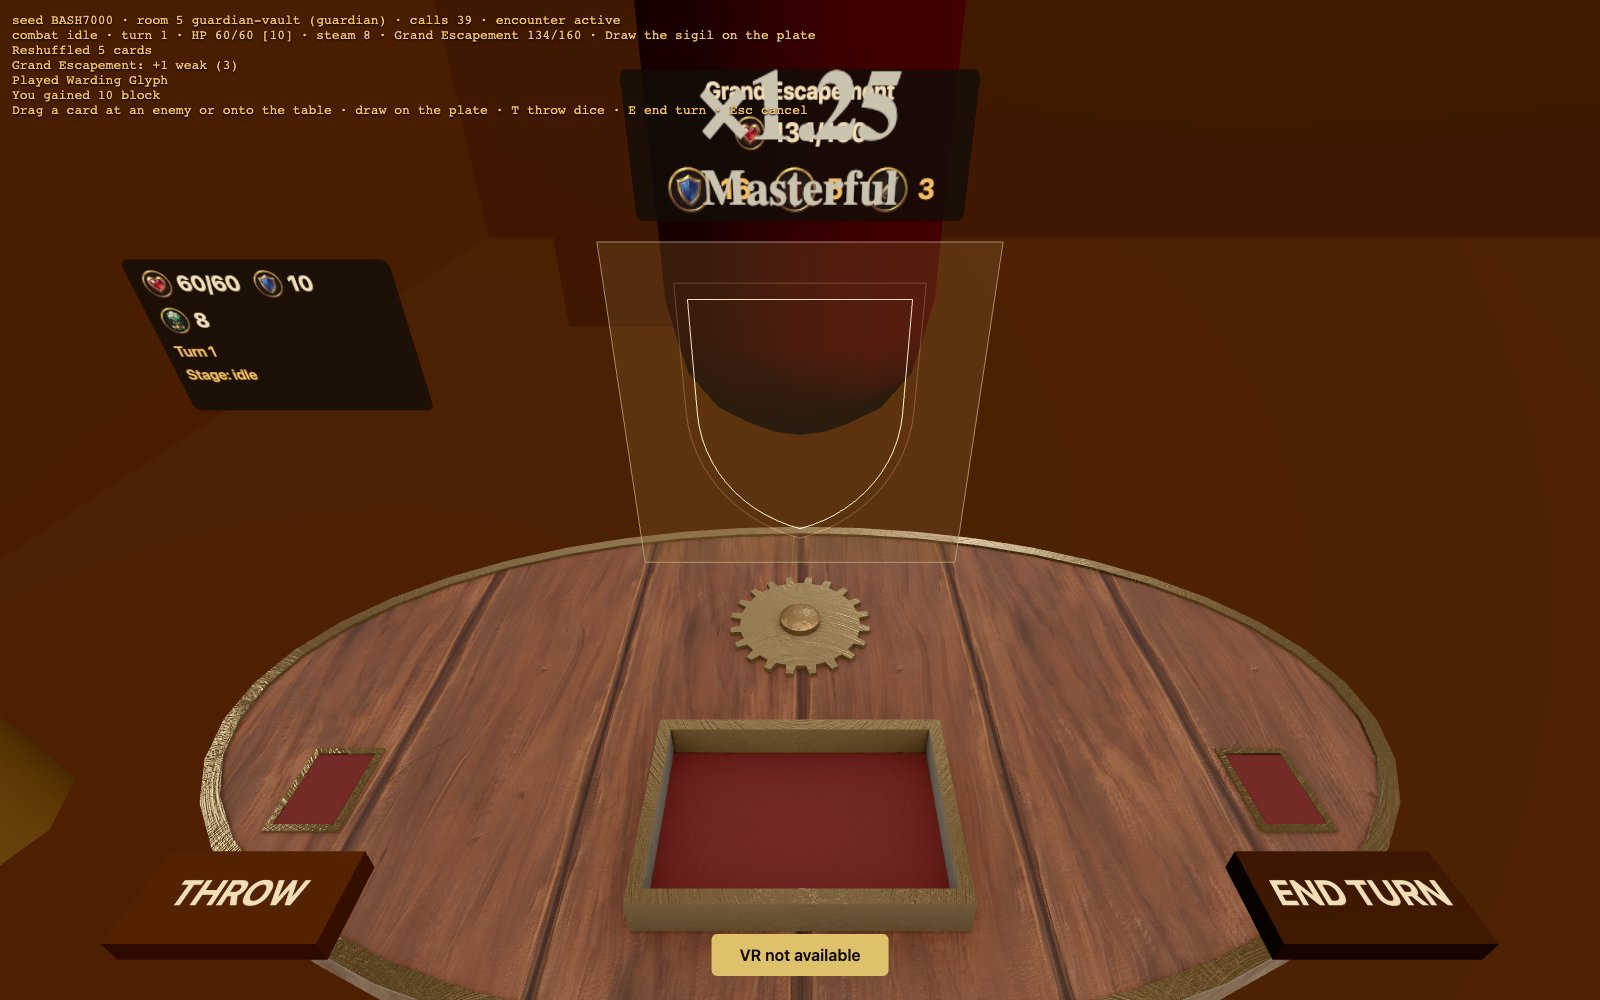 seed BASH7000 · room 5 guardian-vault (guardian) · calls 39 · encounter active
combat idle · turn 1 · HP 60/60 [10] · steam 8 · Grand Escapement 134/160 · Draw the sigil on the plate
Reshuffled 5 cards
Grand Escapement: +1 weak (3)
Played Warding Glyph
You gained 10 block
Drag a card at an enemy or onto the table · draw on the plate · T throw dice · E end turn · Esc cancel
Grand Escapement
×1.25
134/160
Masterful
3
60/60 10
8
Turn 1
Stage: idle
THROW
END TURN
VR not available